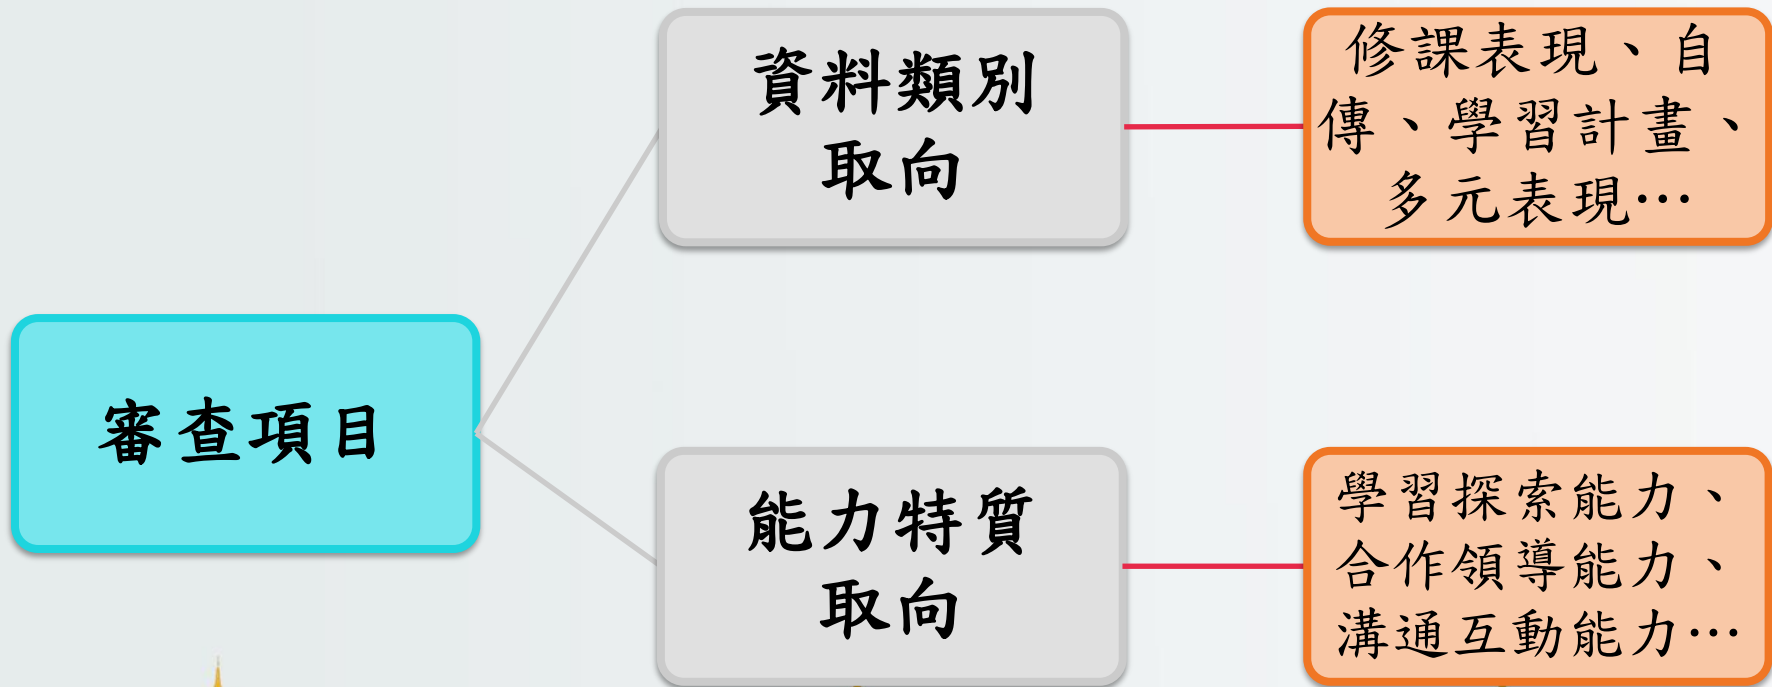 審查項目
資料類別
取向
修課表現、自
傳、學習計畫、
多元表現…
能力特質
取向
學習探索能力、
合作領導能力、
溝通互動能力…